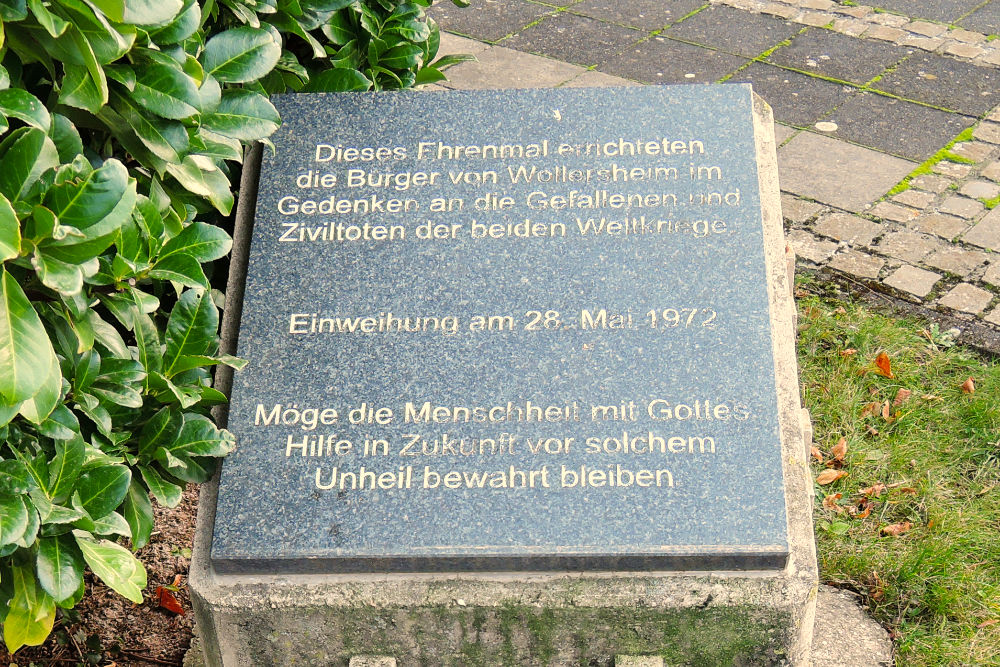 Dieses Ehrenmal errichteten
die Bürger von Wollersheim im
Gedenken an die Gefallenen und
Ziviltoten der beiden Weltkriege.
Einweihung am 28. Mai 1972
Möge die Menschheit mit Gottes
Hilfe in Zukunft vor solchem
Unheil bewahrt bleiben.